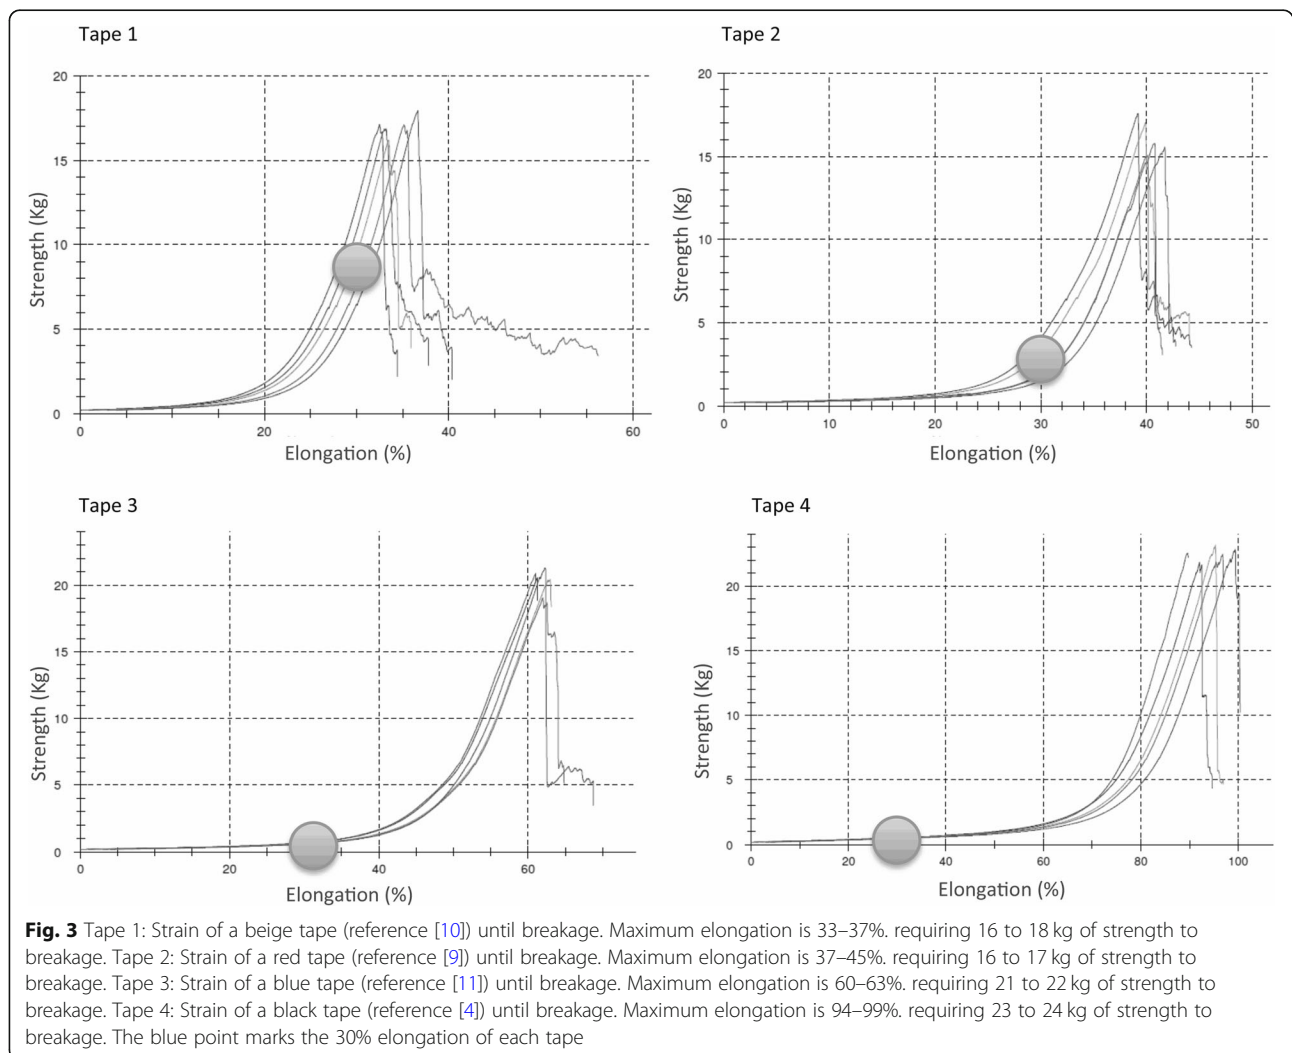 Tape 1
Tape 2
20
15
10
5
0
Strength (Kg)
0
20
40
60
Elongation (%)
20
15
10
5
0
Strength (Kg)
0
10
20
30
40
50
Elongation (%)
Tape 3
Tape 4
20
15
10
5
0
Strength (Kg)
0
20
40
60
Elongation (%)
20
15
10
5
0
Strength (Kg)
0
20
40
60
80
100
Elongation (%)
Fig. 3 Tape 1: Strain of a beige tape (reference [10]) until breakage. Maximum elongation is 33–37%. requiring 16 to 18 kg of strength to
breakage. Tape 2: Strain of a red tape (reference [9]) until breakage. Maximum elongation is 37–45%. requiring 16 to 17 kg of strength to
breakage. Tape 3: Strain of a blue tape (reference [11]) until breakage. Maximum elongation is 60–63%. requiring 21 to 22 kg of strength to
breakage. Tape 4: Strain of a black tape (reference [4]) until breakage. Maximum elongation is 94–99%. requiring 23 to 24 kg of strength to
breakage. The blue point marks the 30% elongation of each tape